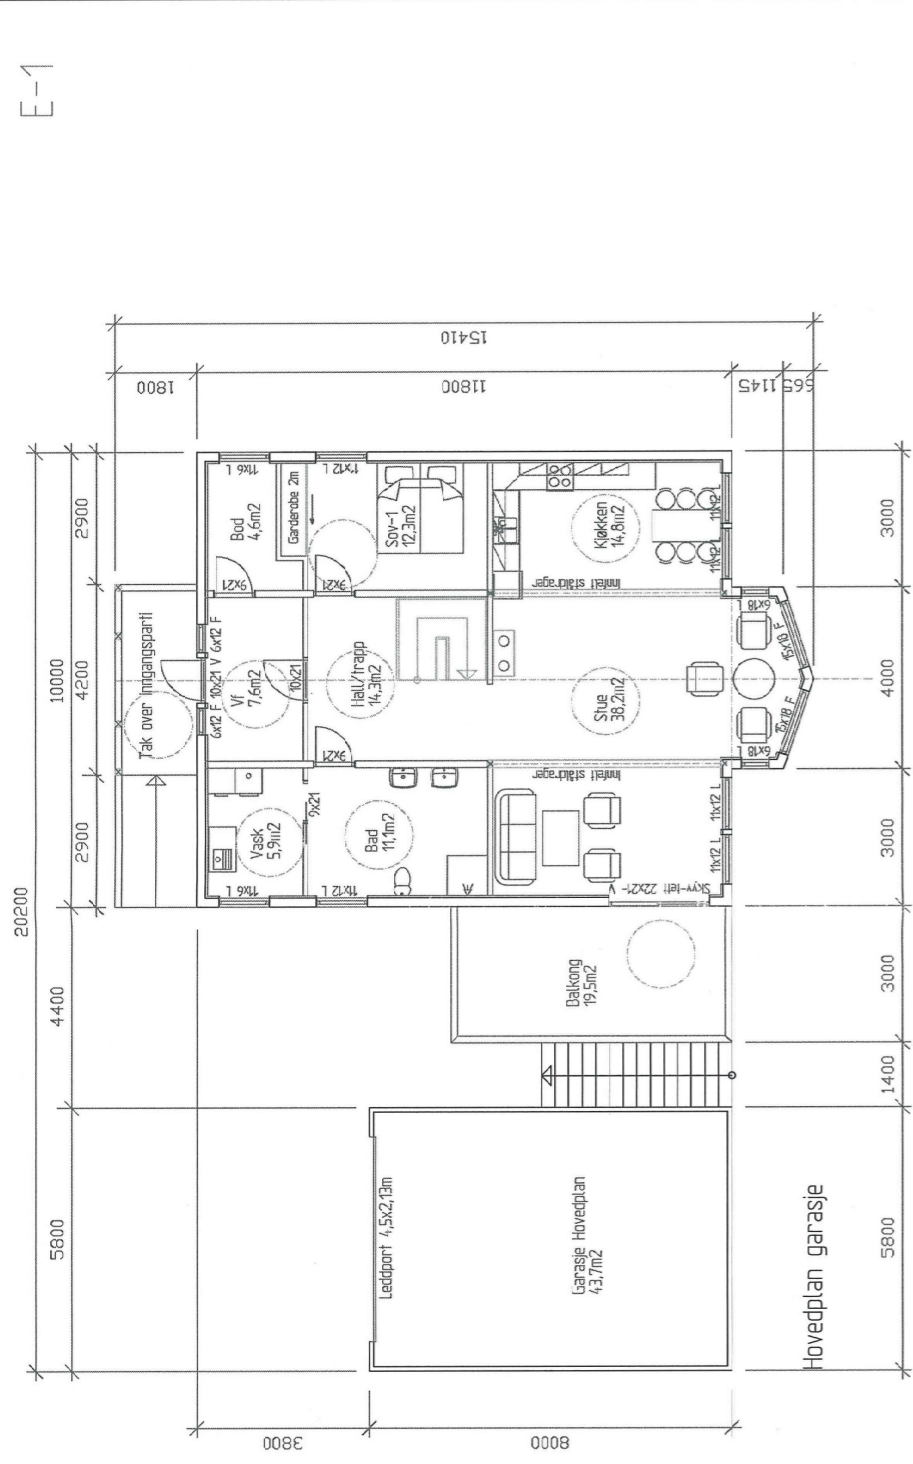 E-1
20200
5800
4400
10000
2900
4200
2900
15410
1800
11800
1145
665
3800
8000
5800
1400
3000
3000
4000
3000
Tak over inngangsparti
6x12 F
10x21 V
6x12 F
Vf
7,6m2
10x21
Bod
4,6m2
9x21
11x6 L
Garderobe 2m
11x12 L
Sov-1
12,3m2
9x21
Hall/trapp
14,3m2
9x21
Vask
5,9m2
11x6 L
9x21
Bad
11,1m2
11x12 L
Kjøkken
14,8m2
11x12 L
11x12 L
Innfelt ståldrager
Stue
38,2m2
Innfelt ståldrager
6x18 L
15x18 F
15x18 F
6x18 L
11x12 L
11x12 L
Skyv-lett 22x21- V
Balkong
19,5m2
Leddport 4,5x2,13m
Garasje Hovedplan
43,7m2
Hovedplan garasje